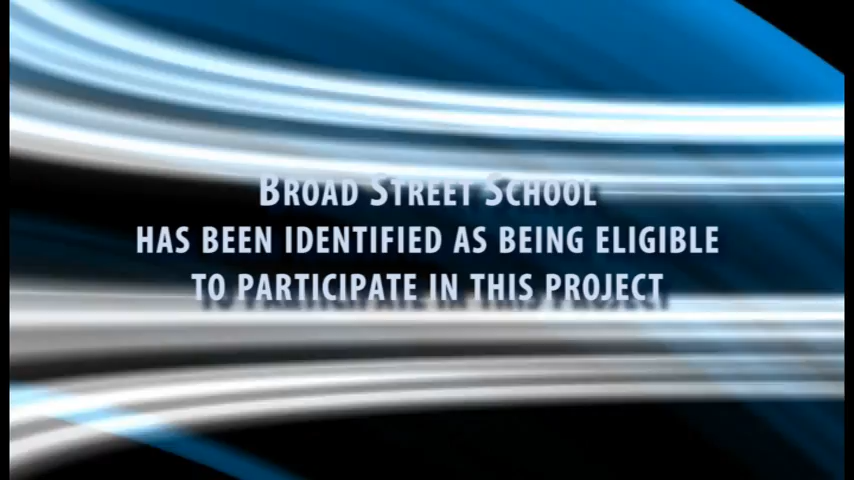 Broad Street School
has been identified as being eligible
to participate in this project